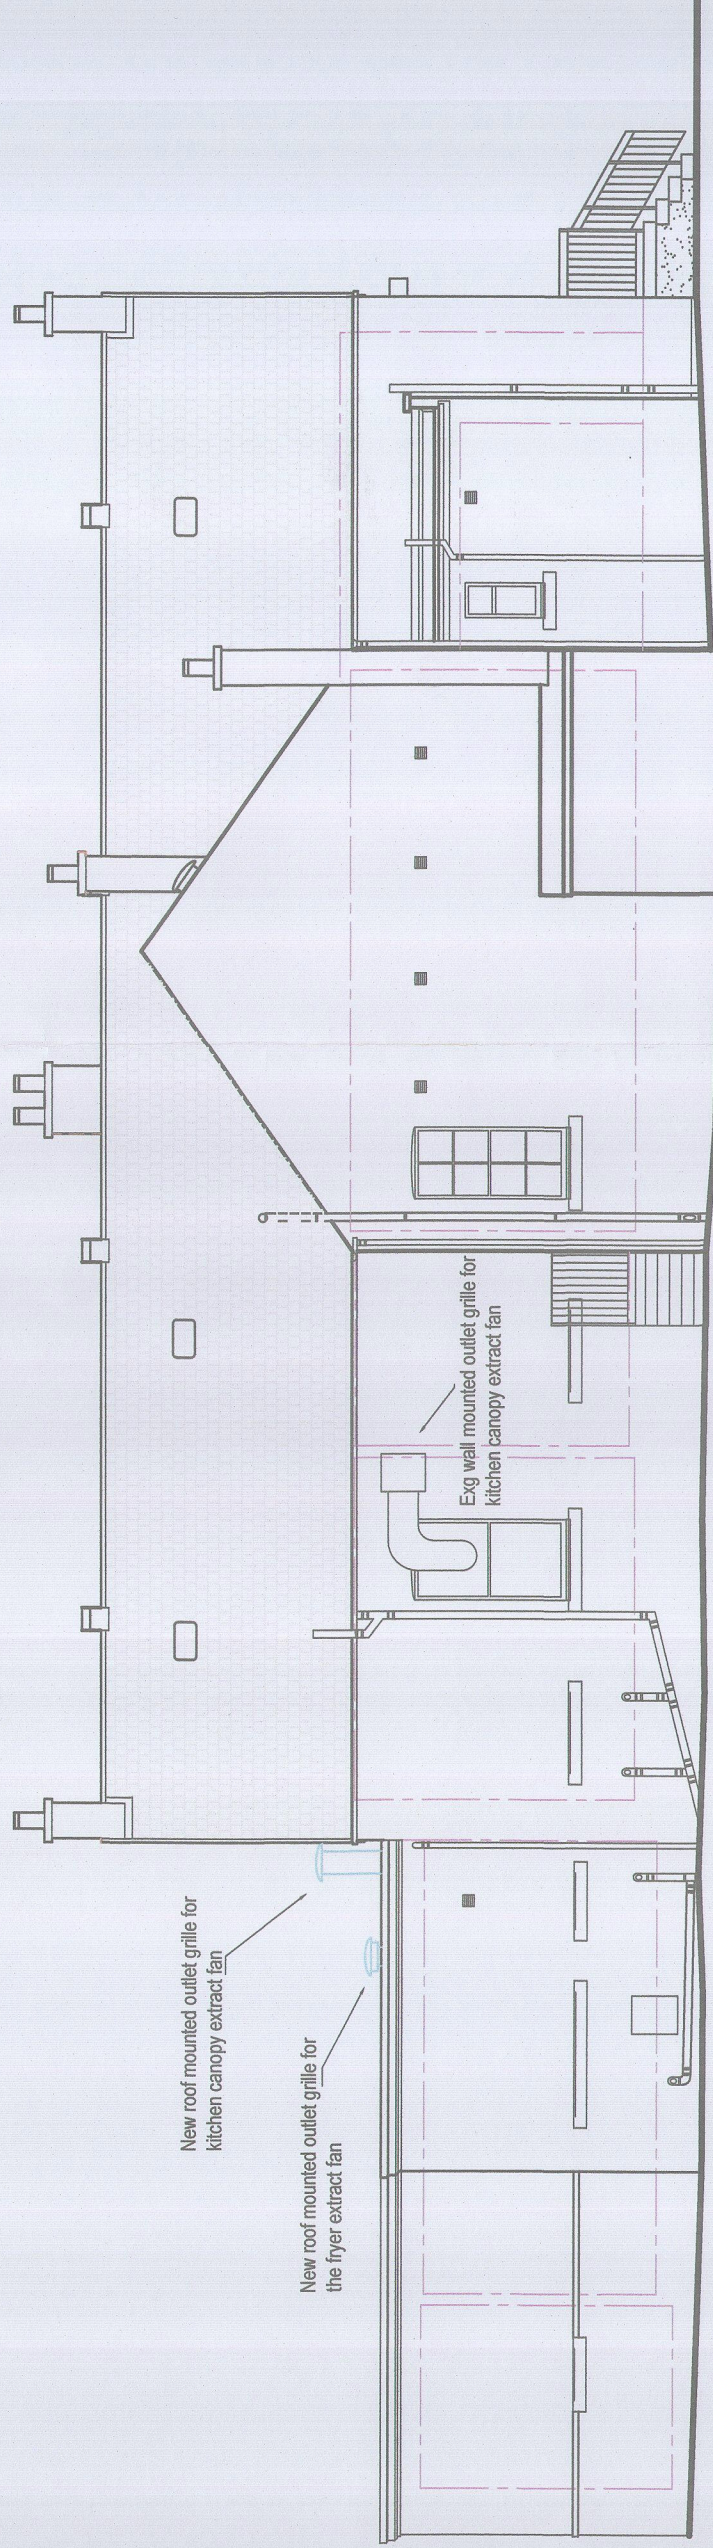 New roof mounted outlet grille for
kitchen canopy extract fan
New roof mounted outlet grille for
the fryer extract fan
Exg wall mounted outlet grille for
kitchen canopy extract fan